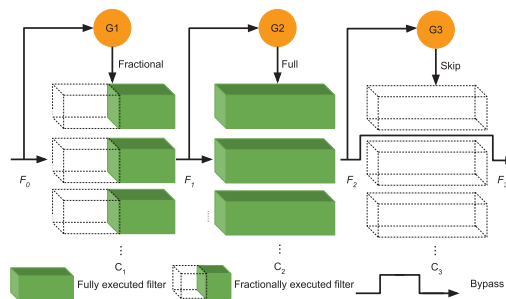 G1
G2
G3
Fractional
Full
Skip
F0
F1
F2
F3
C1
C2
C3
Fully executed filter
Fractionally executed filter
Bypass